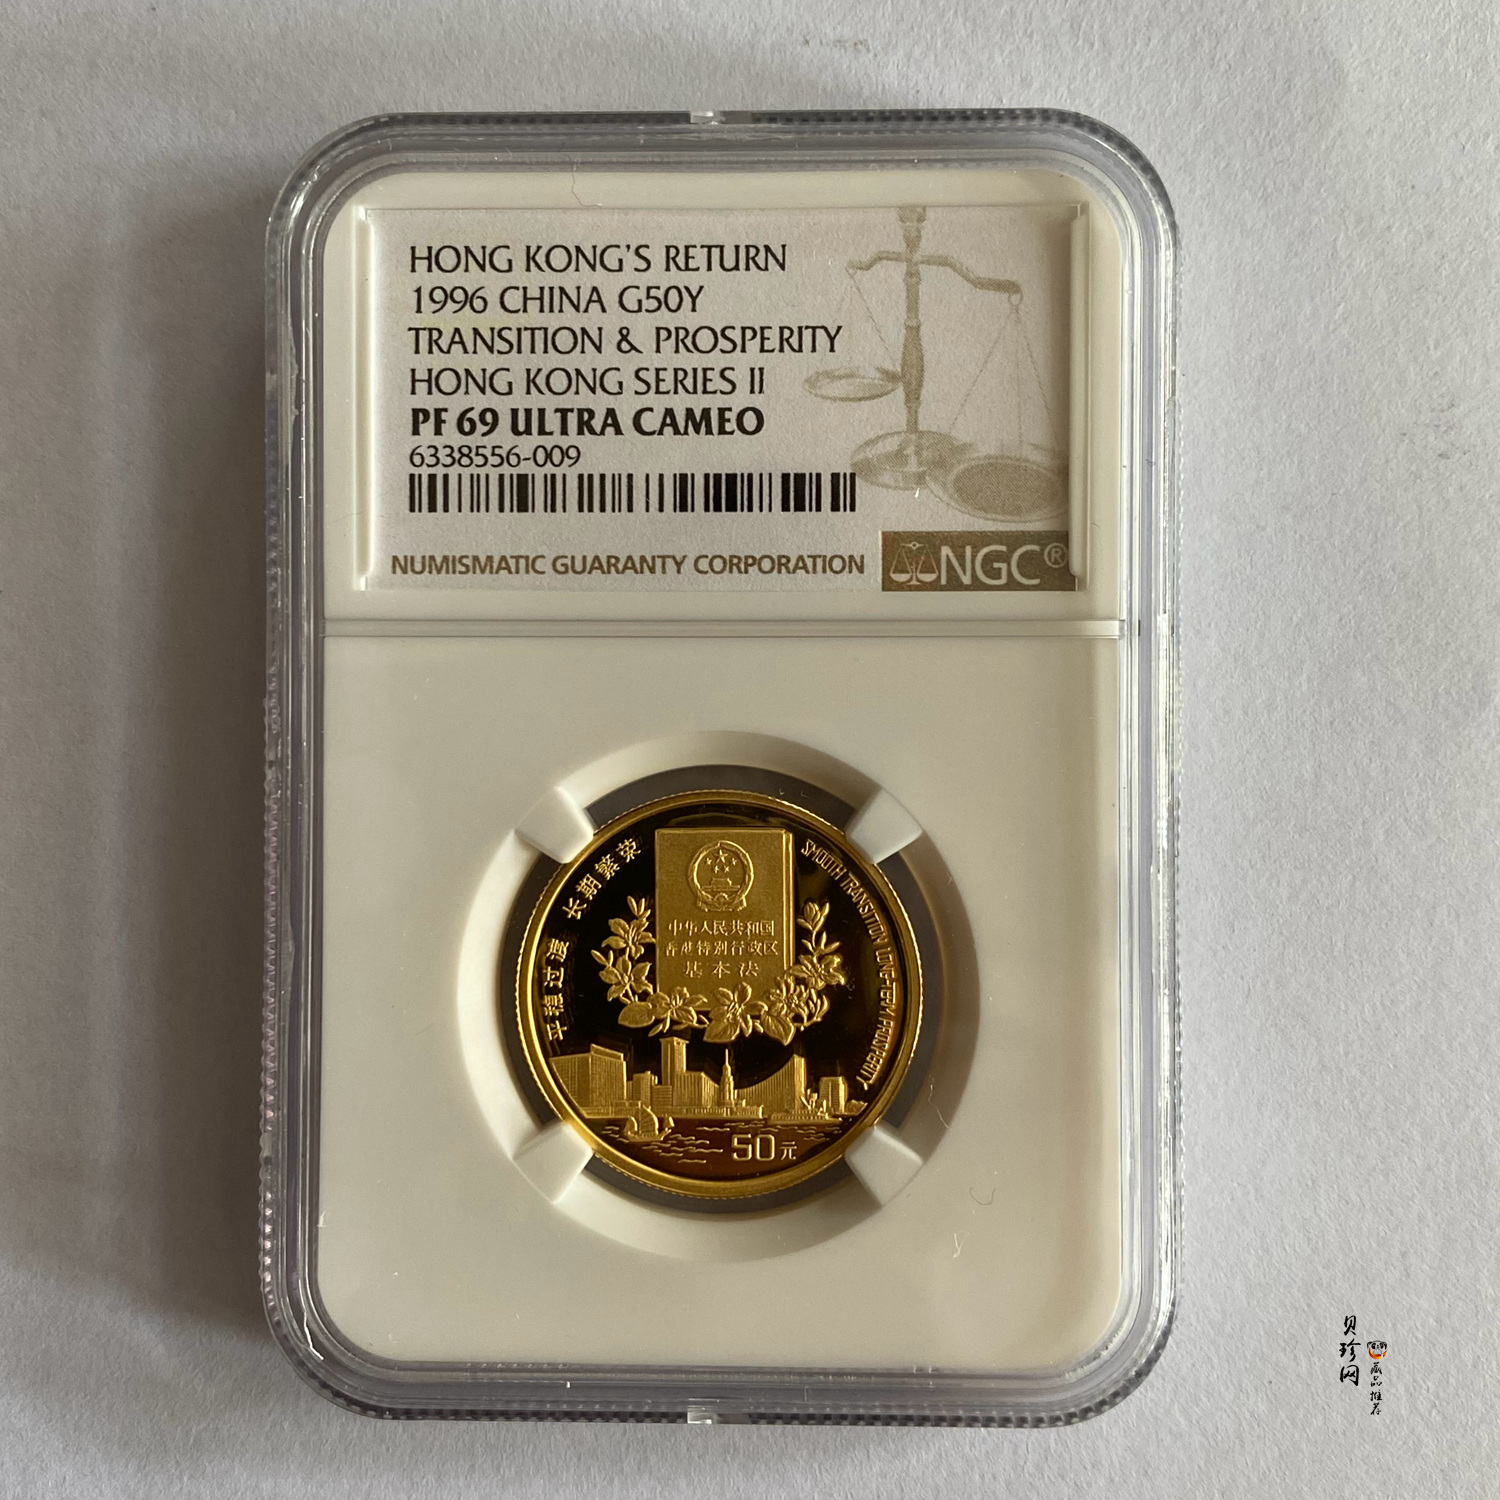 HONG KONG'S RETURN
1996 CHINA G50Y
TRANSITION & PROSPERITY
HONG KONG SERIES II
PF 69 ULTRA CAMEO
6338556-009
NUMISMATIC GUARANTY CORPORATION
NGC®
平稳过渡 长期繁荣
SMOOTH TRANSITION LONG-TERM PROSPERITY
中华人民共和国
香港特别行政区
基本法
50元
贝珍网
藏品推荐